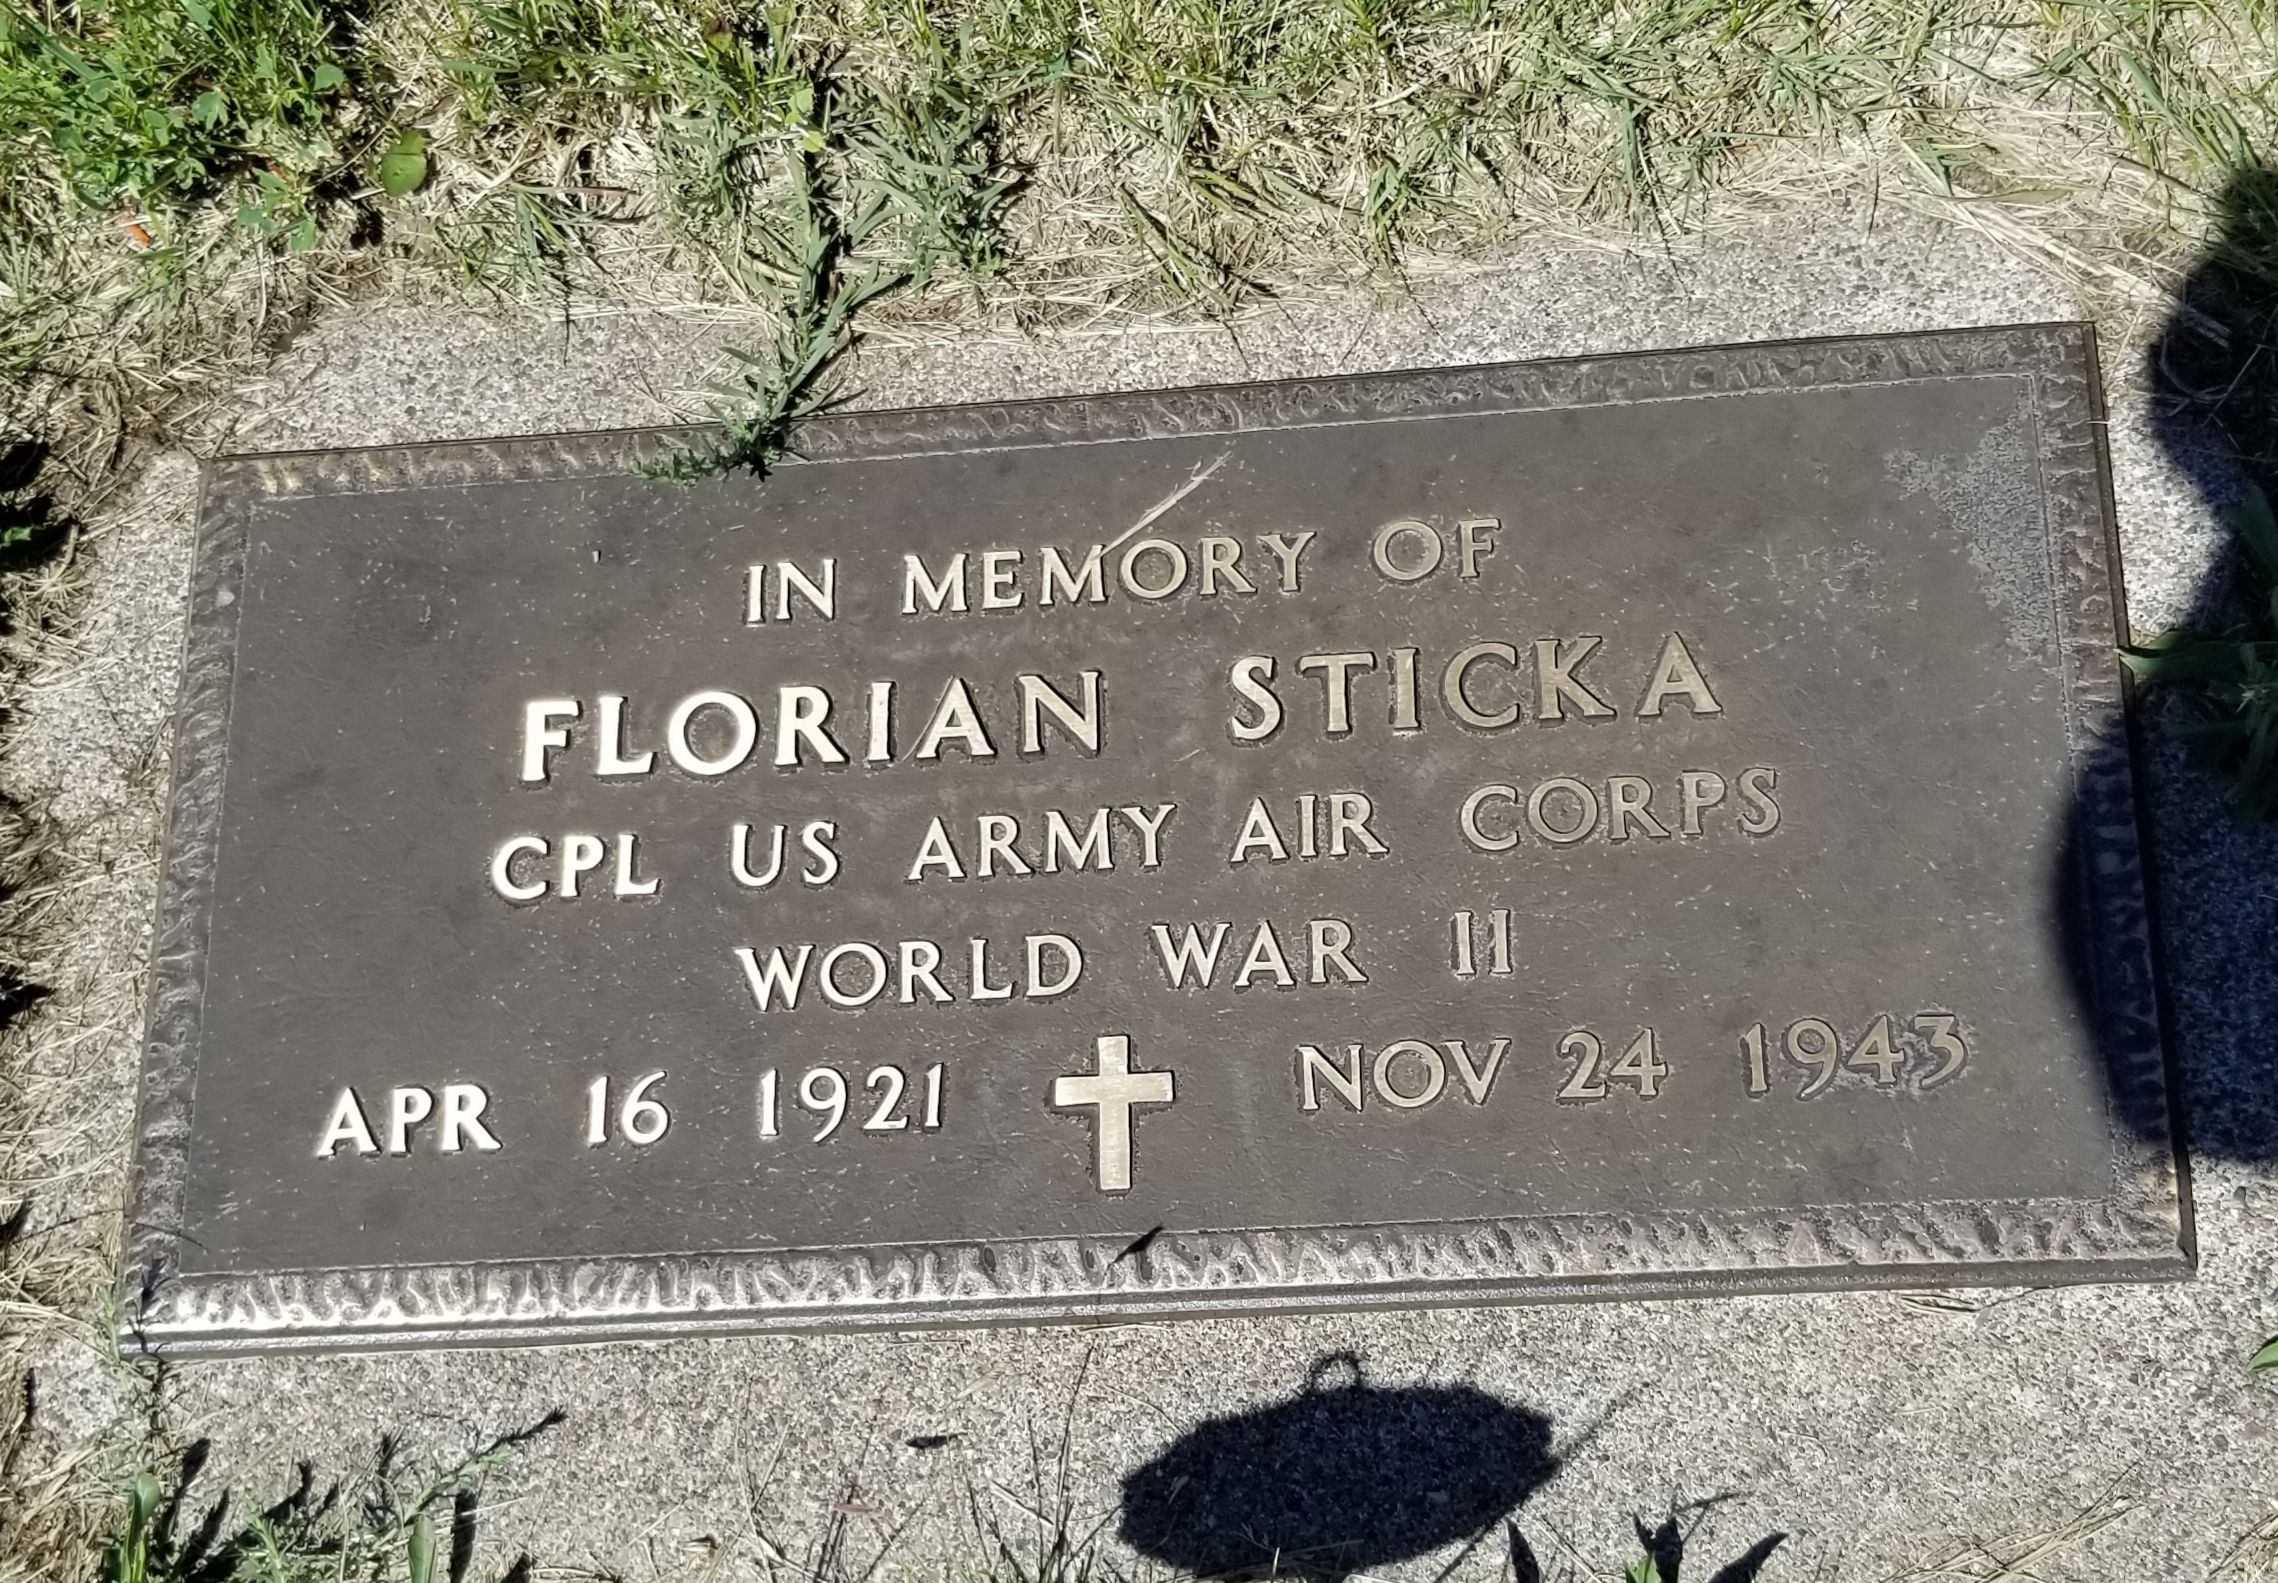 IN MEMORY OF
FLORIAN STICKA
CPL US ARMY AIR CORPS
WORLD WAR II
APR 16 1921 NOV 24 1943